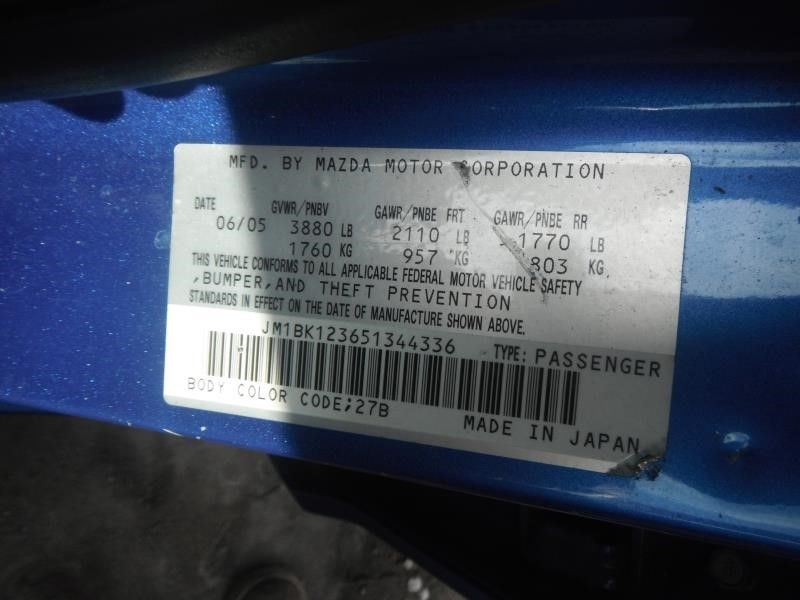 MFD. BY MAZDA MOTOR CORPORATION
DATE GVWR/PNBV GAWR/PNBE FRT GAWR/PNBE RR
06/05 3880 LB 2110 LB 1770 LB
1760 KG 957 KG 803 KG
THIS VEHICLE CONFORMS TO ALL APPLICABLE FEDERAL MOTOR VEHICLE SAFETY
,BUMPER,AND THEFT PREVENTION
STANDARDS IN EFFECT ON THE DATE OF MANUFACTURE SHOWN ABOVE.
JM1BK123651344336
TYPE: PASSENGER
BODY COLOR CODE;27B
MADE IN JAPAN